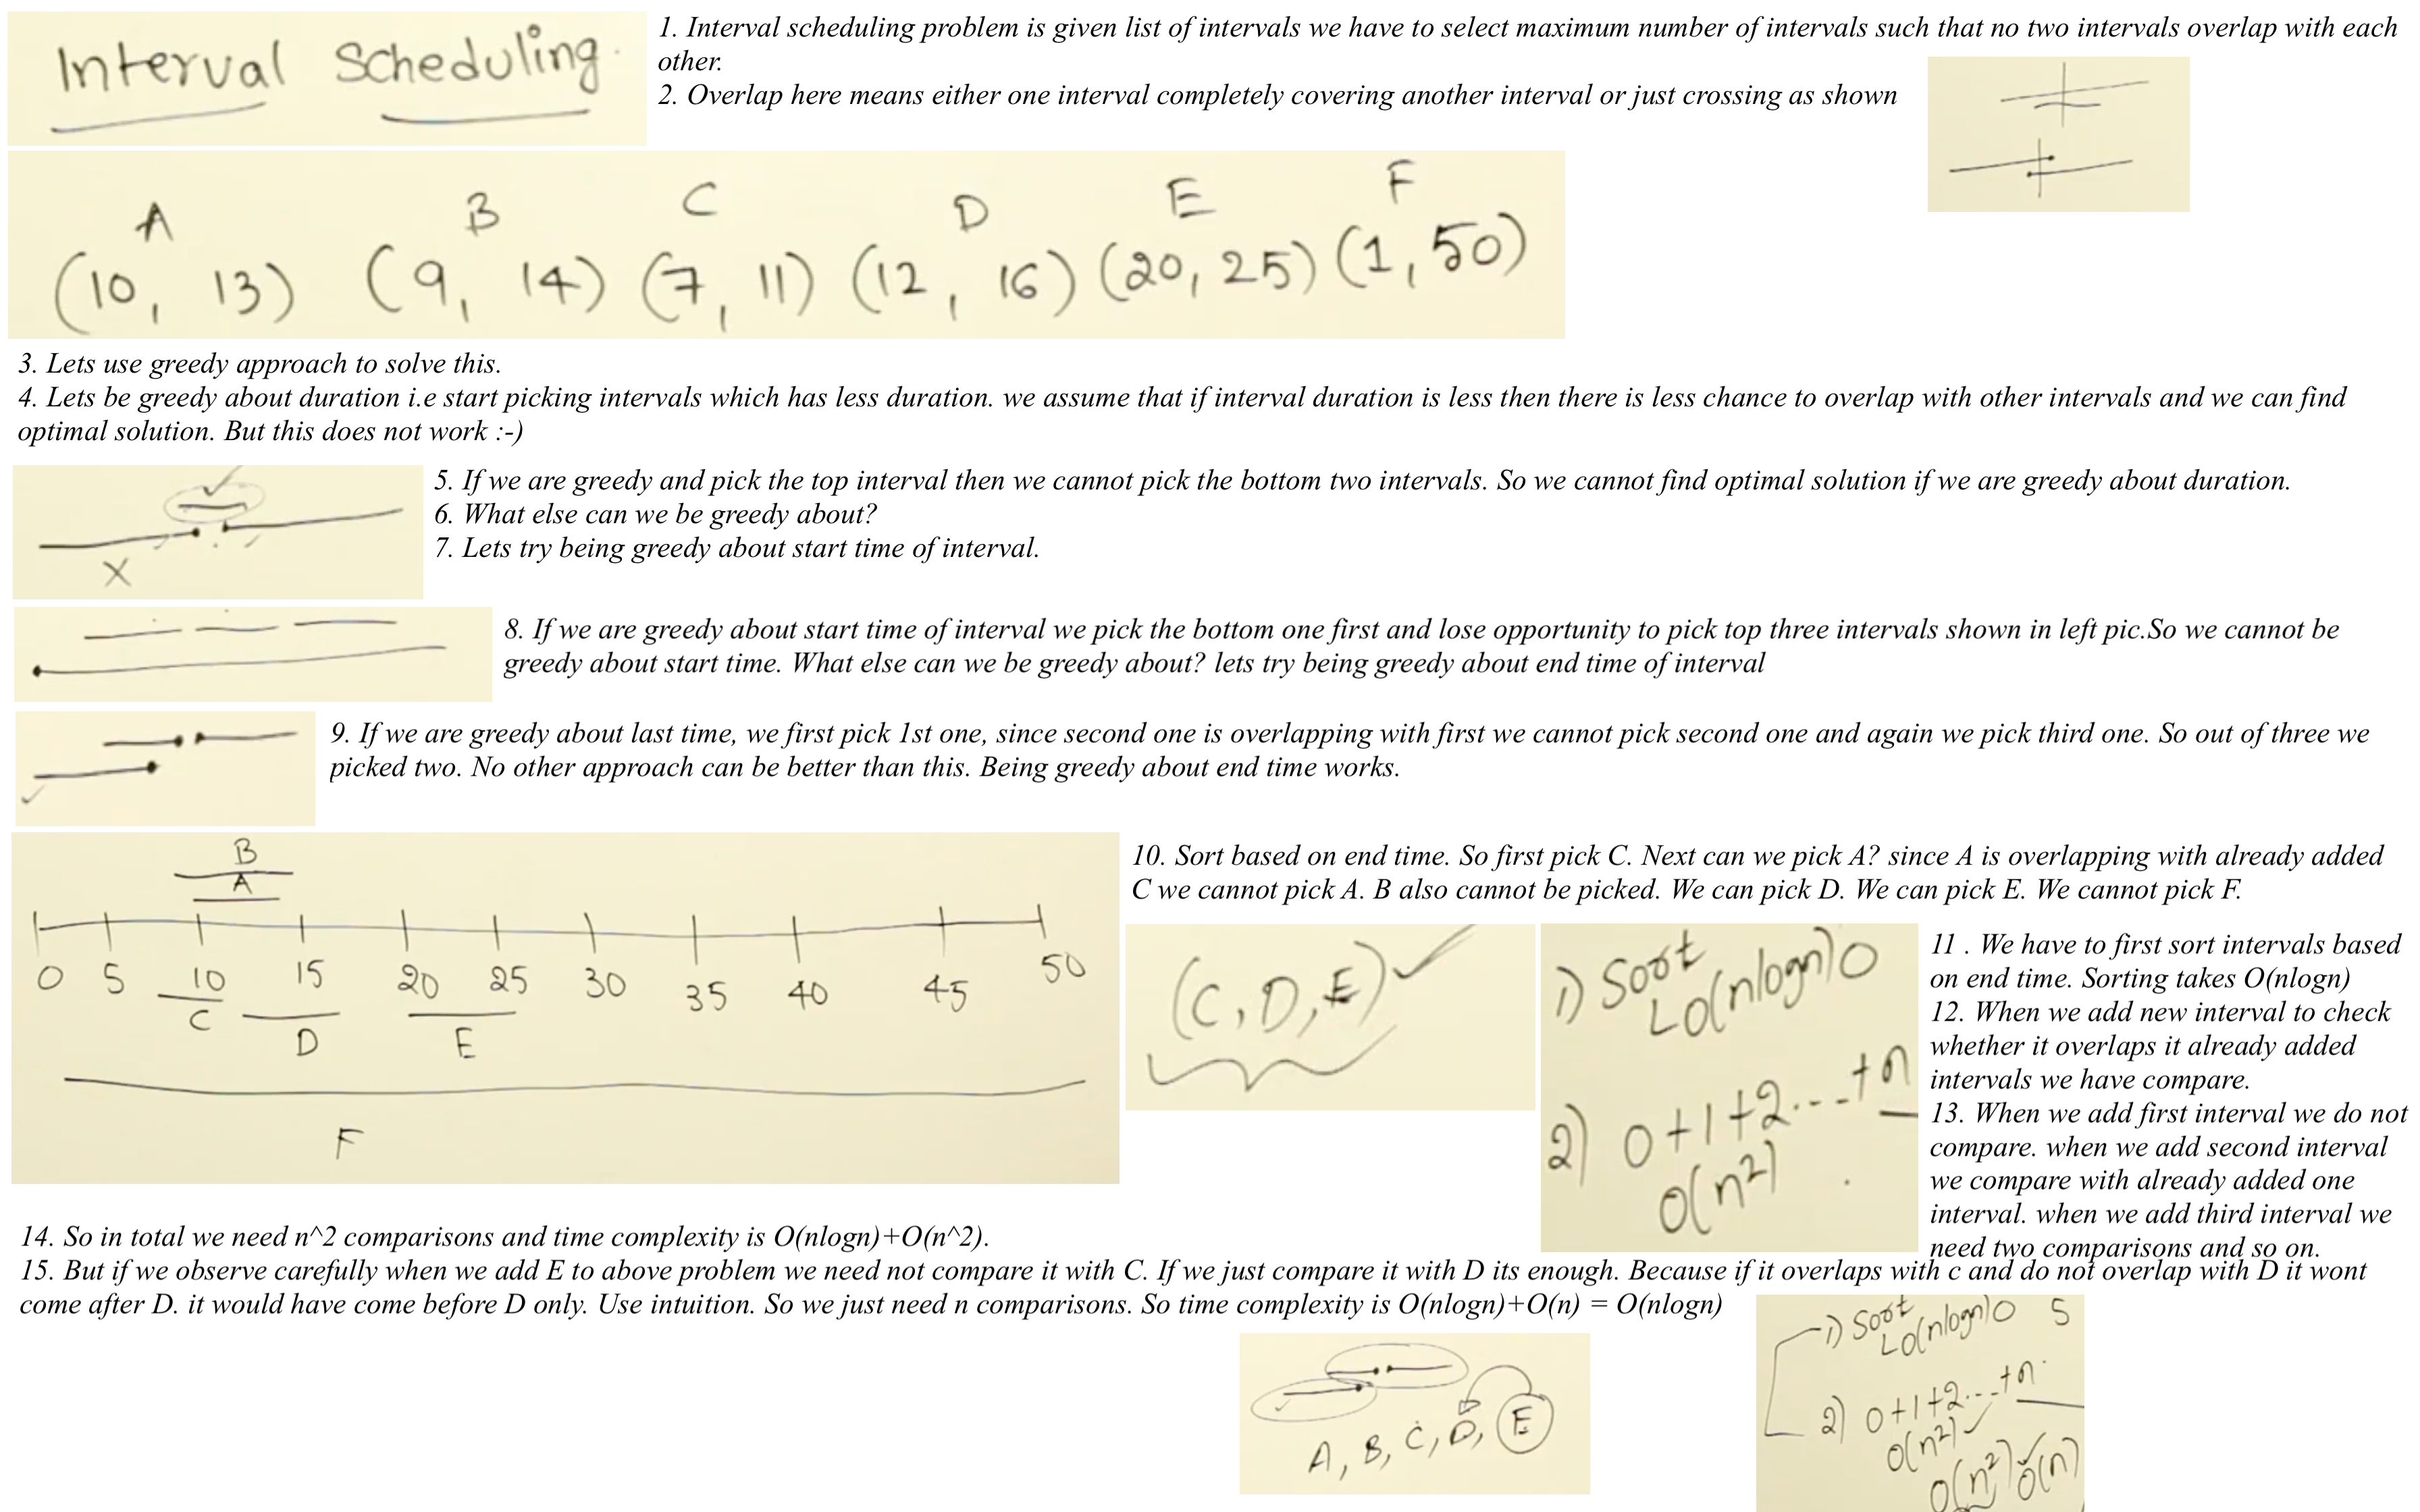 Interval Scheduling.
1. Interval scheduling problem is given list of intervals we have to select maximum number of intervals such that no two intervals overlap with each
other.
2. Overlap here means either one interval completely covering another interval or just crossing as shown
A B C D E F
(10, 13) (9, 14) (7, 11) (12, 16) (20, 25) (1, 50)
3. Lets use greedy approach to solve this.
4. Lets be greedy about duration i.e start picking intervals which has less duration. we assume that if interval duration is less then there is less chance to overlap with other intervals and we can find
optimal solution. But this does not work :-)
X
5. If we are greedy and pick the top interval then we cannot pick the bottom two intervals. So we cannot find optimal solution if we are greedy about duration.
6. What else can we be greedy about?
7. Lets try being greedy about start time of interval.
8. If we are greedy about start time of interval we pick the bottom one first and lose opportunity to pick top three intervals shown in left pic.So we cannot be
greedy about start time. What else can we be greedy about? lets try being greedy about end time of interval
9. If we are greedy about last time, we first pick 1st one, since second one is overlapping with first we cannot pick second one and again we pick third one. So out of three we
picked two. No other approach can be better than this. Being greedy about end time works.
B
A
0 5 10 15 20 25 30 35 40 45 50
C
D
E
F
10. Sort based on end time. So first pick C. Next can we pick A? since A is overlapping with already added
C we cannot pick A. B also cannot be picked. We can pick D. We can pick E. We cannot pick F.
(C, D, E) ✓
1) Soot
O(nlogn) O
2) 0+1+2...+n
O(n²)
11 . We have to first sort intervals based
on end time. Sorting takes O(nlogn)
12. When we add new interval to check
whether it overlaps it already added
intervals we have compare.
13. When we add first interval we do not
compare. when we add second interval
we compare with already added one
interval. when we add third interval we
need two comparisons and so on.
14. So in total we need n^2 comparisons and time complexity is O(nlogn)+O(n^2).
15. But if we observe carefully when we add E to above problem we need not compare it with C. If we just compare it with D its enough. Because if it overlaps with c and do not overlap with D it wont
come after D. it would have come before D only. Use intuition. So we just need n comparisons. So time complexity is O(nlogn)+O(n) = O(nlogn)
A, B, C, D, E
1) Soot
O(nlogn) O 5
2) 0+1+2...+n
O(n²) ✓
O(n²) O(n)